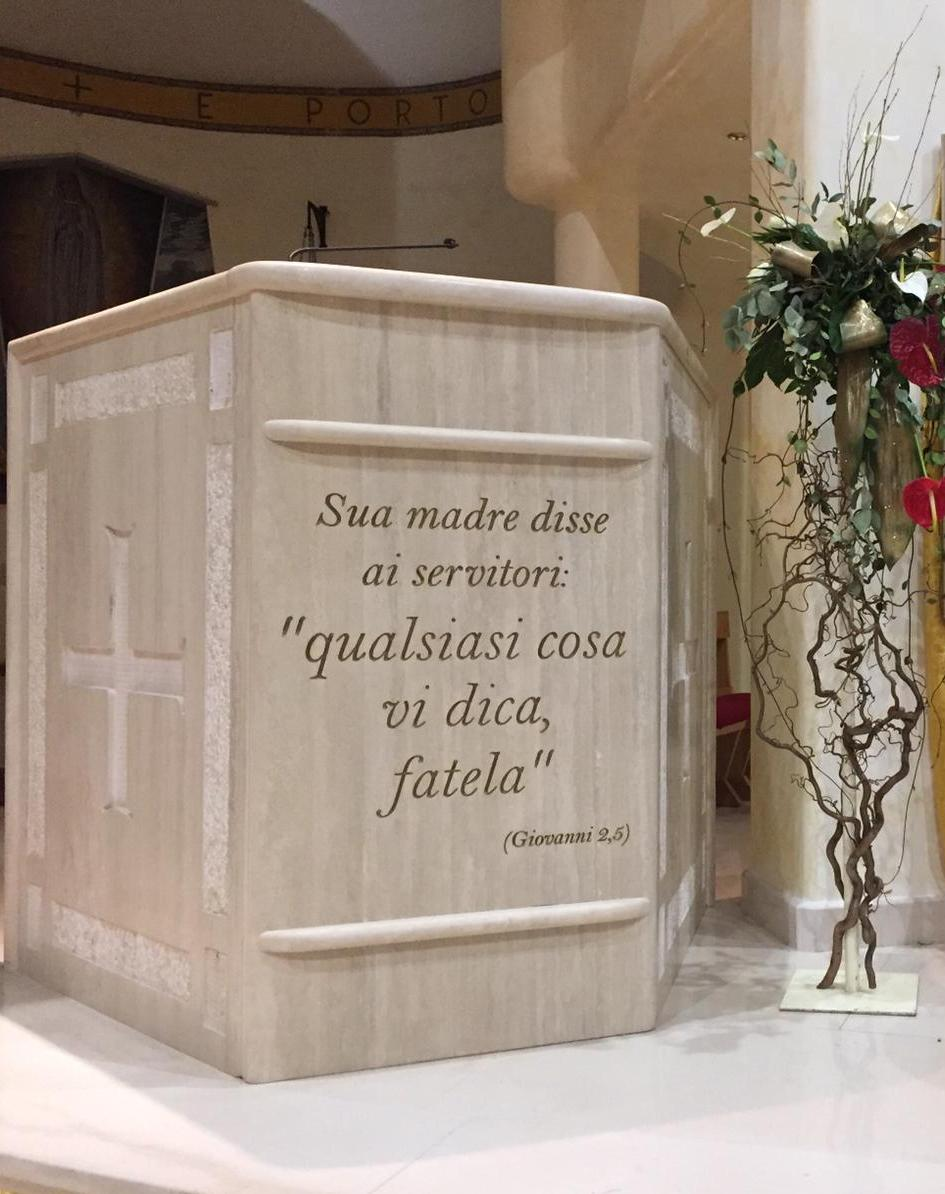 + E PORTO
Sua madre disse
ai servitori:
"qualsiasi cosa
vi dica,
fatela"
(Giovanni 2,5)